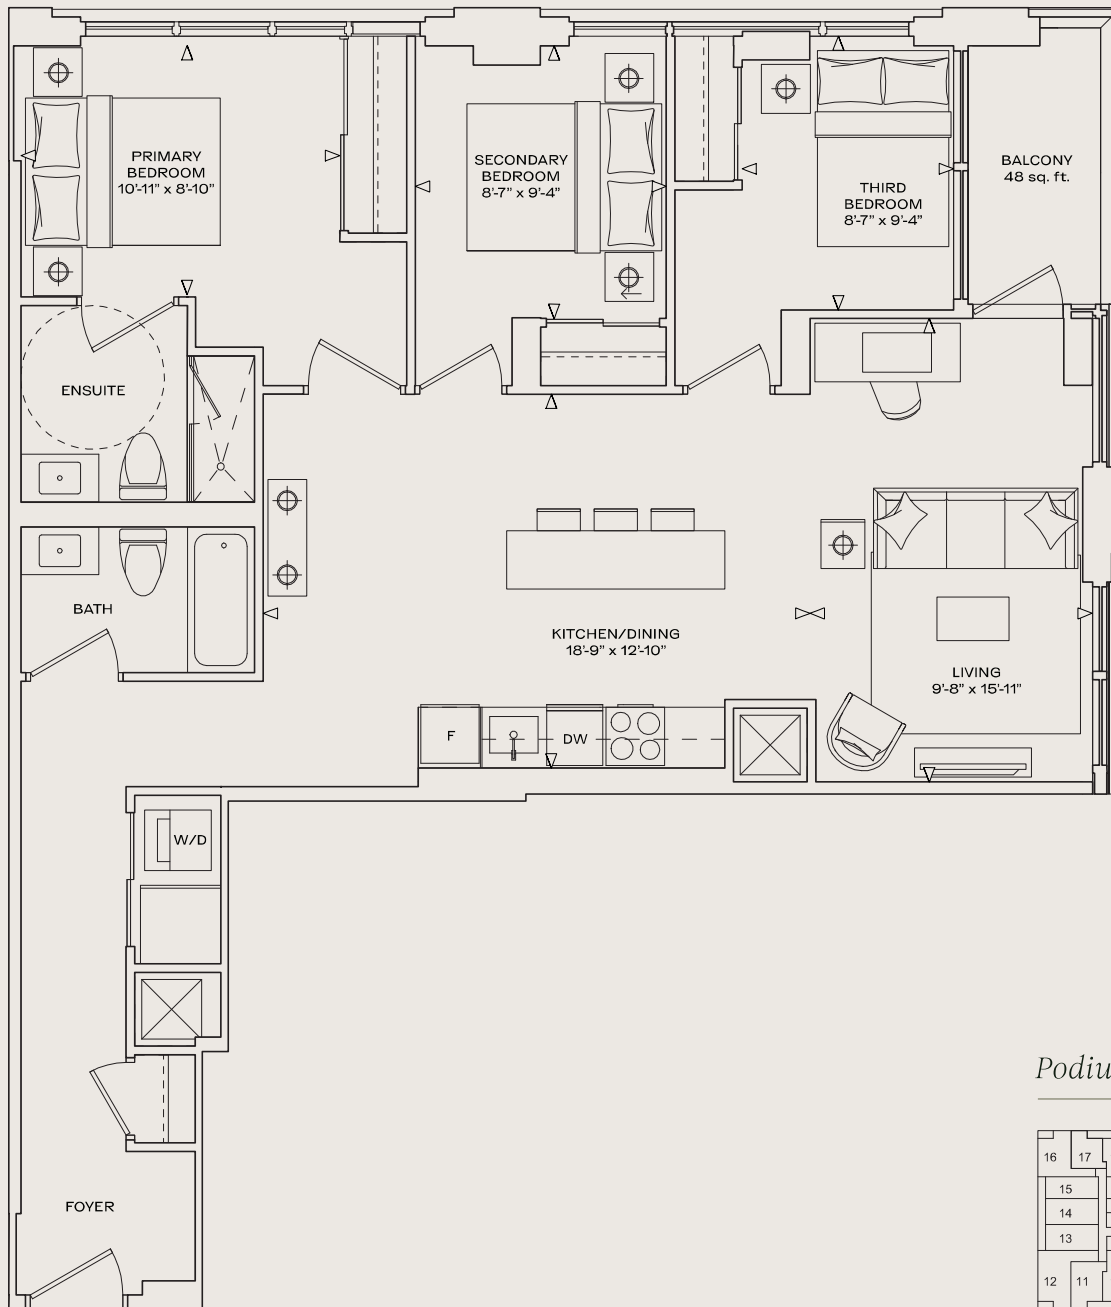 PRIMARY
BEDROOM
10'-11" x 8'-10"
SECONDARY
BEDROOM
8'-7" x 9'-4"
THIRD
BEDROOM
8'-7" x 9'-4"
BALCONY
48 sq. ft.
ENSUITE
BATH
KITCHEN/DINING
18'-9" x 12'-10"
LIVING
9'-8" x 15'-11"
F
DW
W/D
FOYER
16 17
15
14
13
12 11